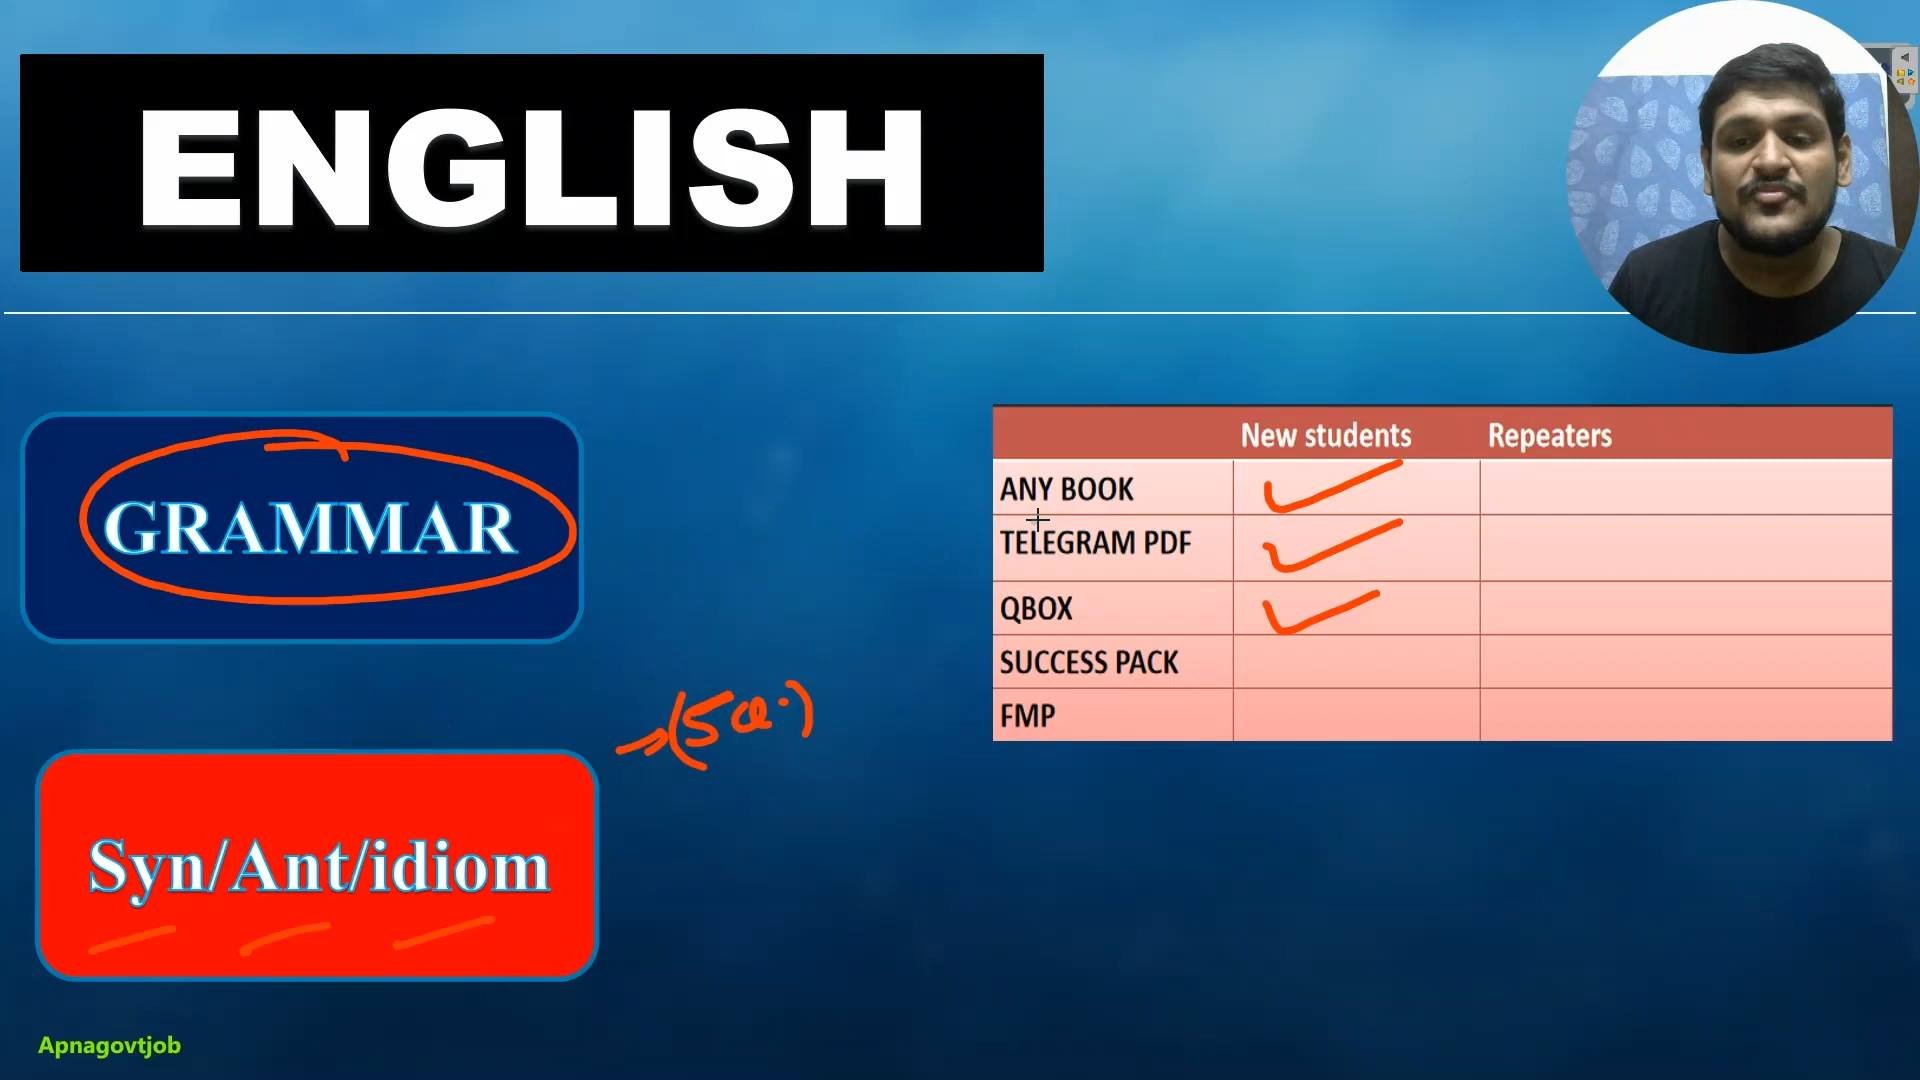 ENGLISH
GRAMMAR
New students Repeaters
ANY BOOK
TELEGRAM PDF
QBOX
SUCCESS PACK
FMP
Syn/Ant/idiom
Apnagovtjob